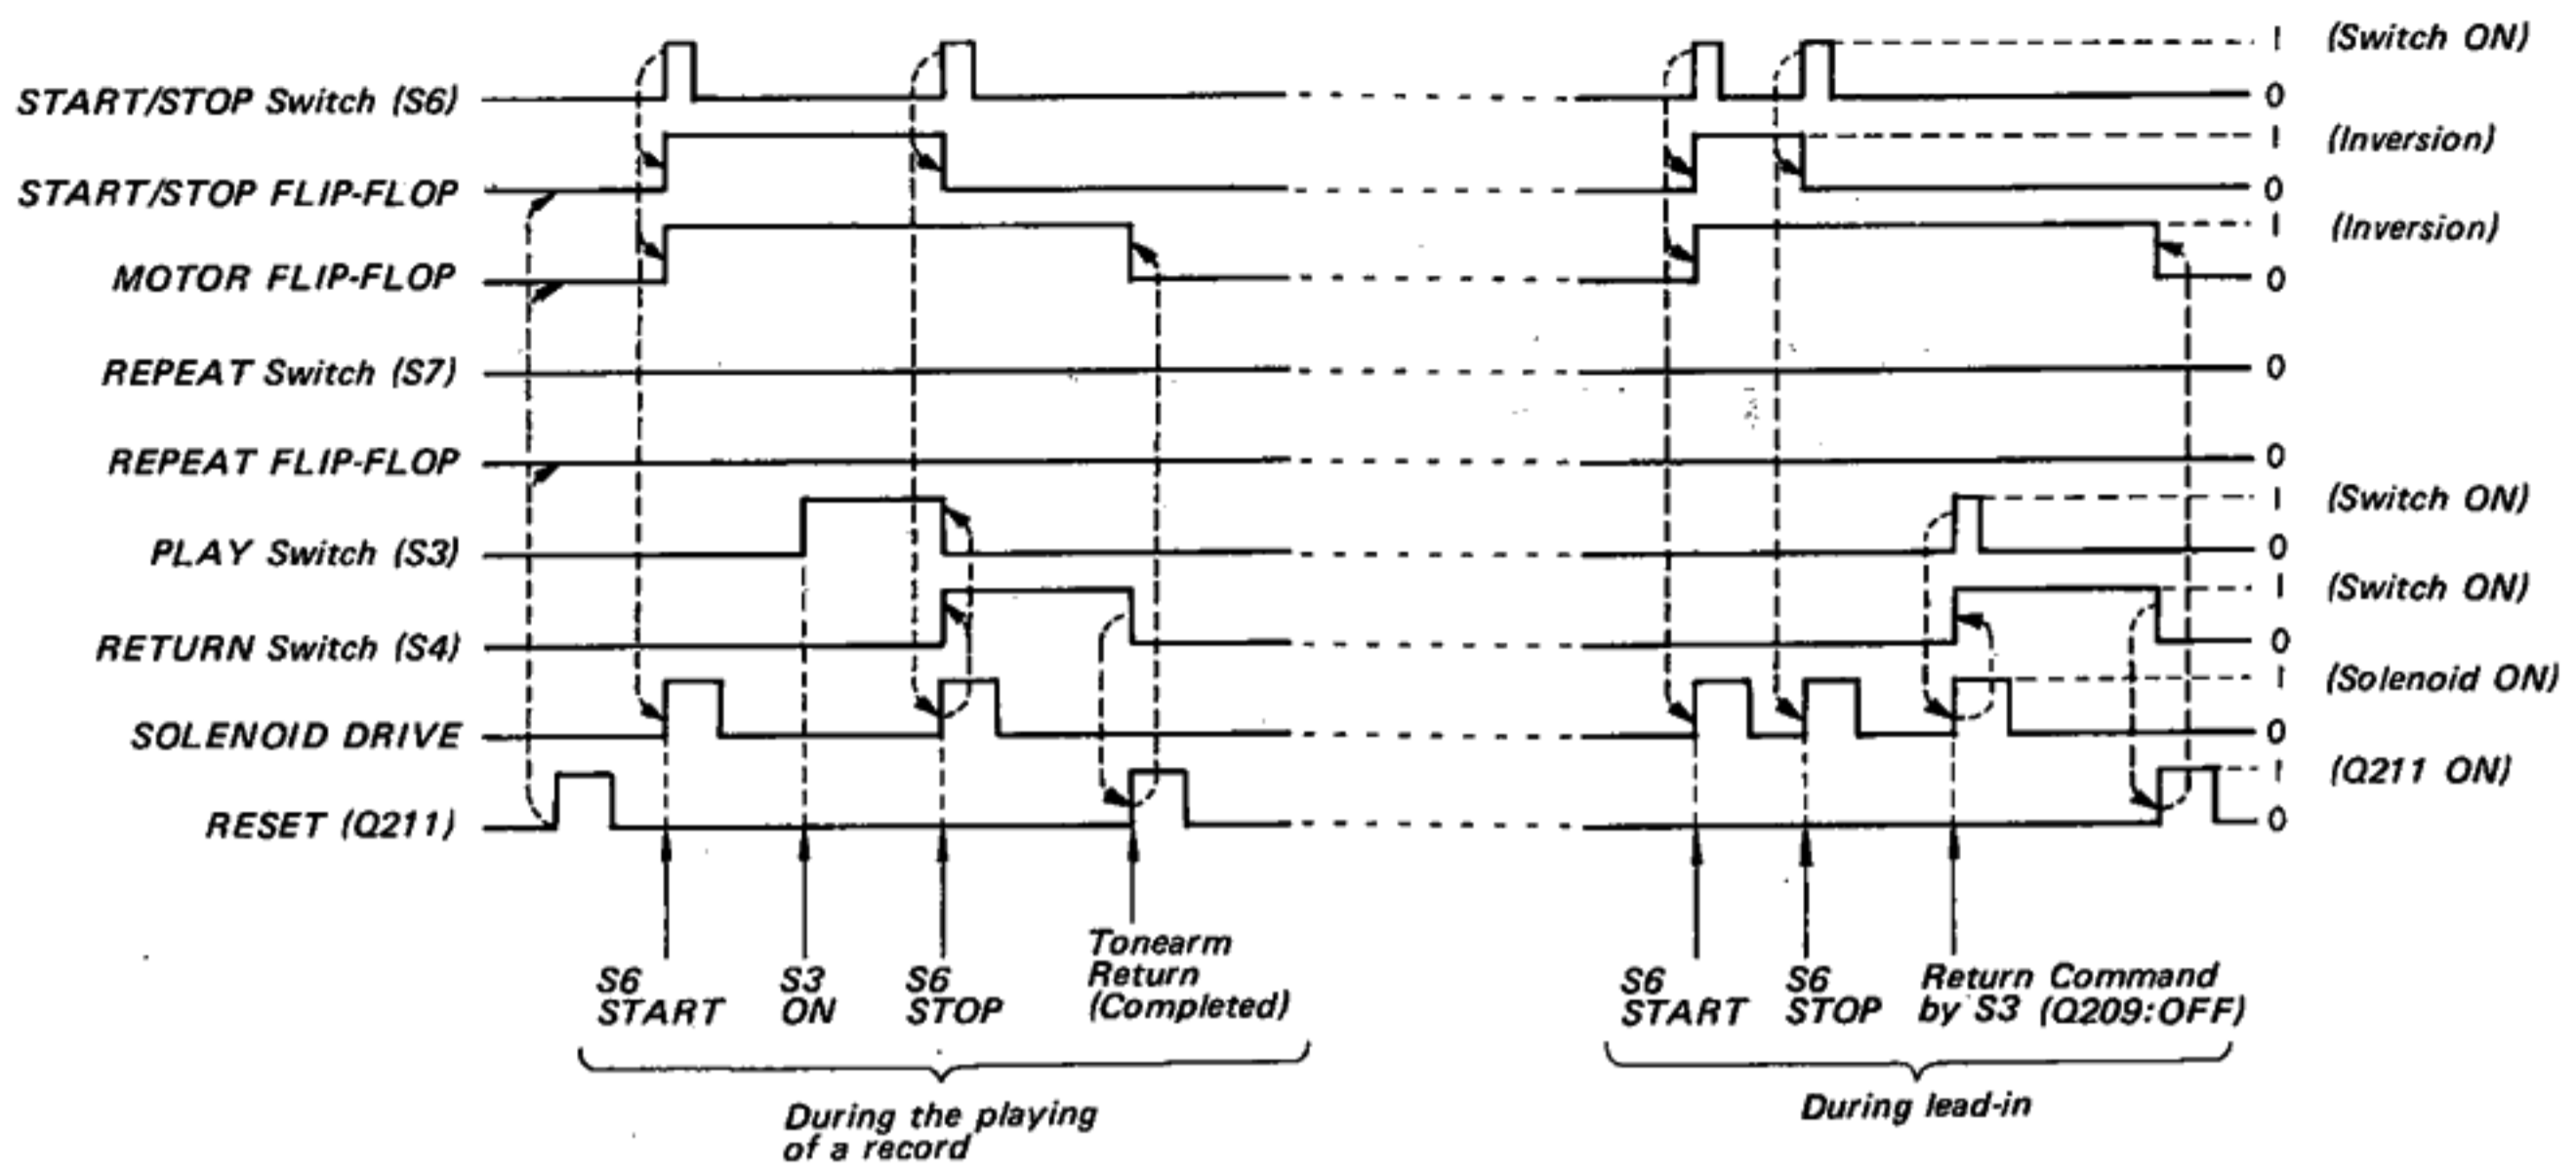 START/STOP Switch (S6)
1 (Switch ON)
0
START/STOP FLIP-FLOP
1 (Inversion)
0
MOTOR FLIP-FLOP
1 (Inversion)
0
REPEAT Switch (S7)
0
REPEAT FLIP-FLOP
0
PLAY Switch (S3)
1 (Switch ON)
0
RETURN Switch (S4)
1 (Switch ON)
0
SOLENOID DRIVE
1 (Solenoid ON)
0
RESET (Q211)
1 (Q211 ON)
0
S6
START
S3
ON
S6
STOP
Tonearm
Return
(Completed)
S6
START
S6
STOP
Return Command
by S3 (Q209:OFF)
During the playing
of a record
During lead-in